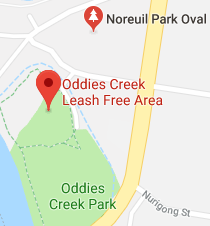 Noreuil Park Oval
Oddies Creek
Leash Free Area
Oddies
Creek Park
Nurigong St